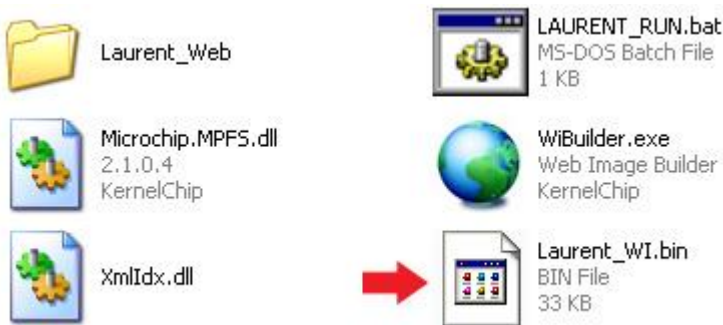 Laurent_Web
LAURENT_RUN.bat
MS-DOS Batch File
1 KB
Microchip.MPFS.dll
2.1.0.4
KernelChip
WiBuilder.exe
Web Image Builder
KernelChip
XmlIdx.dll
Laurent_WI.bin
BIN File
33 KB